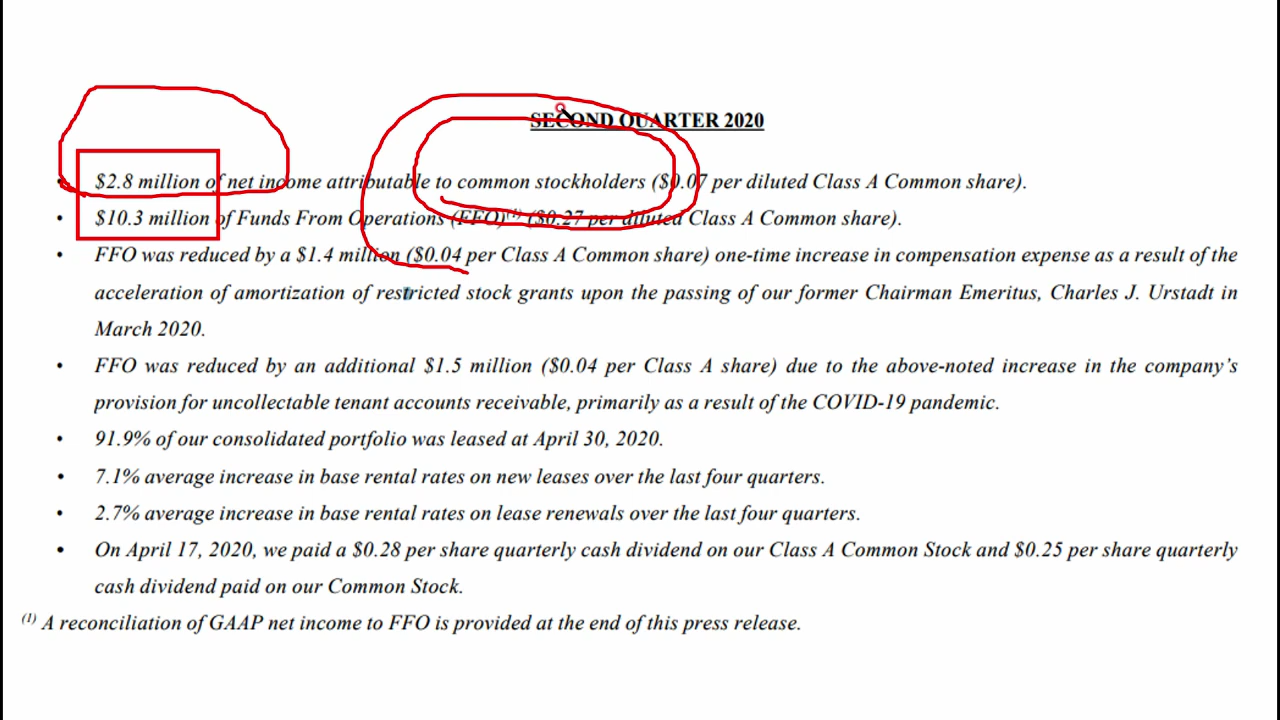 SECOND QUARTER 2020
• $2.8 million of net income attributable to common stockholders ($0.07 per diluted Class A Common share).
• $10.3 million of Funds From Operations (FFO)(1) ($0.27 per diluted Class A Common share).
• FFO was reduced by a $1.4 million ($0.04 per Class A Common share) one-time increase in compensation expense as a result of the
acceleration of amortization of restricted stock grants upon the passing of our former Chairman Emeritus, Charles J. Urstadt in
March 2020.
• FFO was reduced by an additional $1.5 million ($0.04 per Class A share) due to the above-noted increase in the company's
provision for uncollectable tenant accounts receivable, primarily as a result of the COVID-19 pandemic.
• 91.9% of our consolidated portfolio was leased at April 30, 2020.
• 7.1% average increase in base rental rates on new leases over the last four quarters.
• 2.7% average increase in base rental rates on lease renewals over the last four quarters.
• On April 17, 2020, we paid a $0.28 per share quarterly cash dividend on our Class A Common Stock and $0.25 per share quarterly
cash dividend paid on our Common Stock.
(1) A reconciliation of GAAP net income to FFO is provided at the end of this press release.